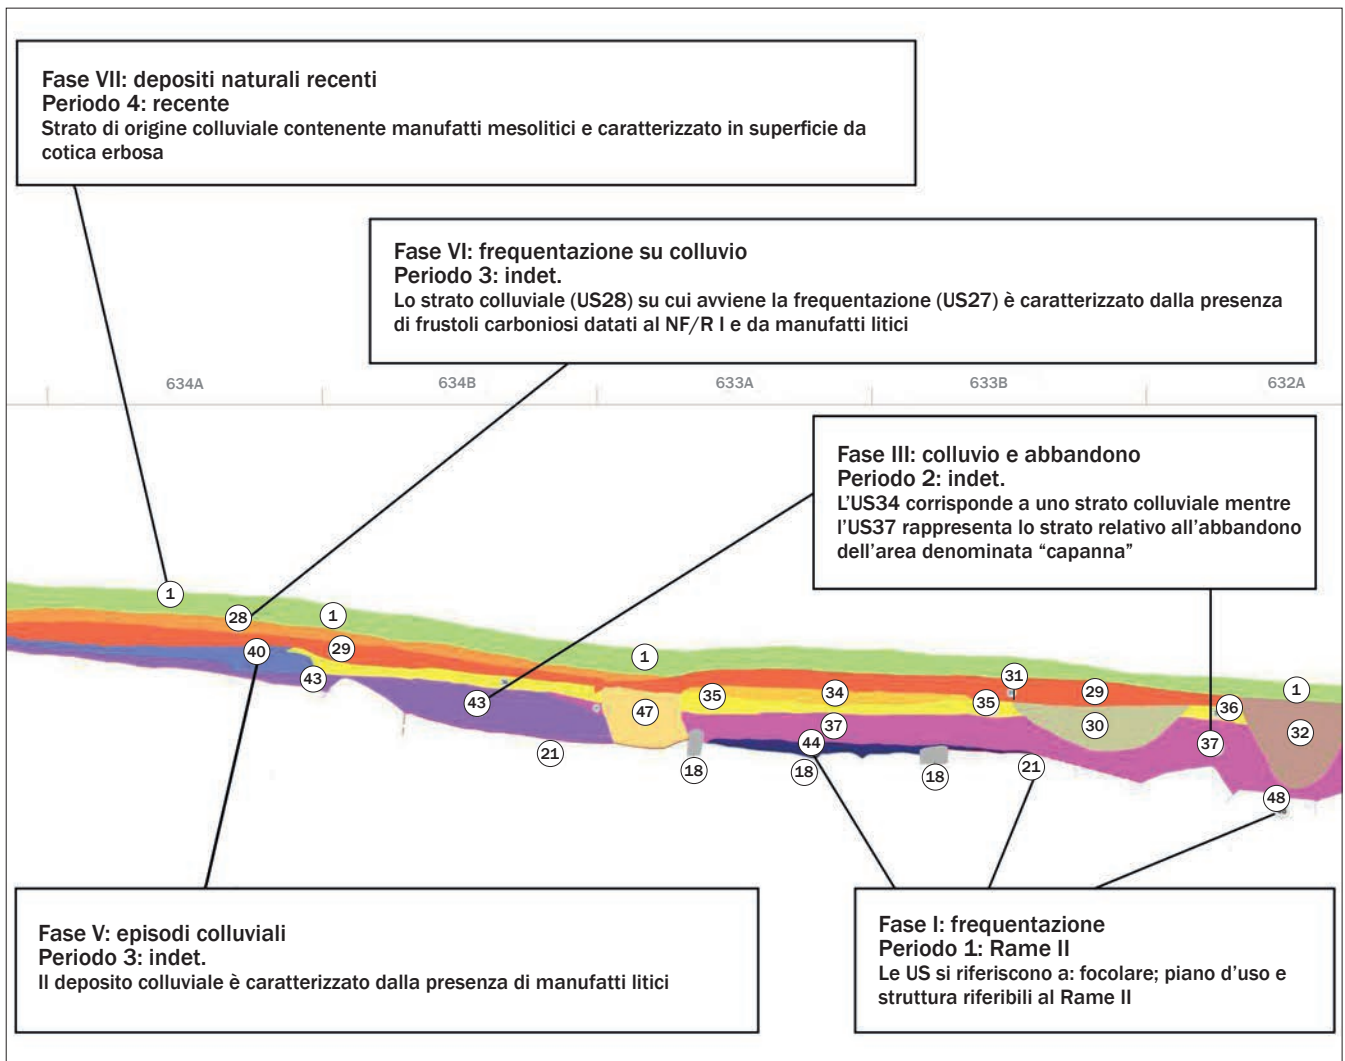 Fase VII: depositi naturali recenti
Periodo 4: recente
Strato di origine colluviale contenente manufatti mesolitici e caratterizzato in superficie da
cotica erbosa
Fase VI: frequentazione su colluvio
Periodo 3: indet.
Lo strato colluviale (US28) su cui avviene la frequentazione (US27) è caratterizzato dalla presenza
di frustoli carboniosi datati al NF/R I e da manufatti litici
634A 634B 633A 633B 632A
Fase III: colluvio e abbandono
Periodo 2: indet.
L'US34 corrisponde a uno strato colluviale mentre
l'US37 rappresenta lo strato relativo all'abbandono
dell'area denominata "capanna"
1
28
1
40
29
1
31
43
43
47
35
34
35
29
36
1
37
30
37
32
21
44
18
18
18
21
48
Fase V: episodi colluviali
Periodo 3: indet.
Il deposito colluviale è caratterizzato dalla presenza di manufatti litici
Fase I: frequentazione
Periodo 1: Rame II
Le US si riferiscono a: focolare; piano d'uso e
struttura riferibili al Rame II